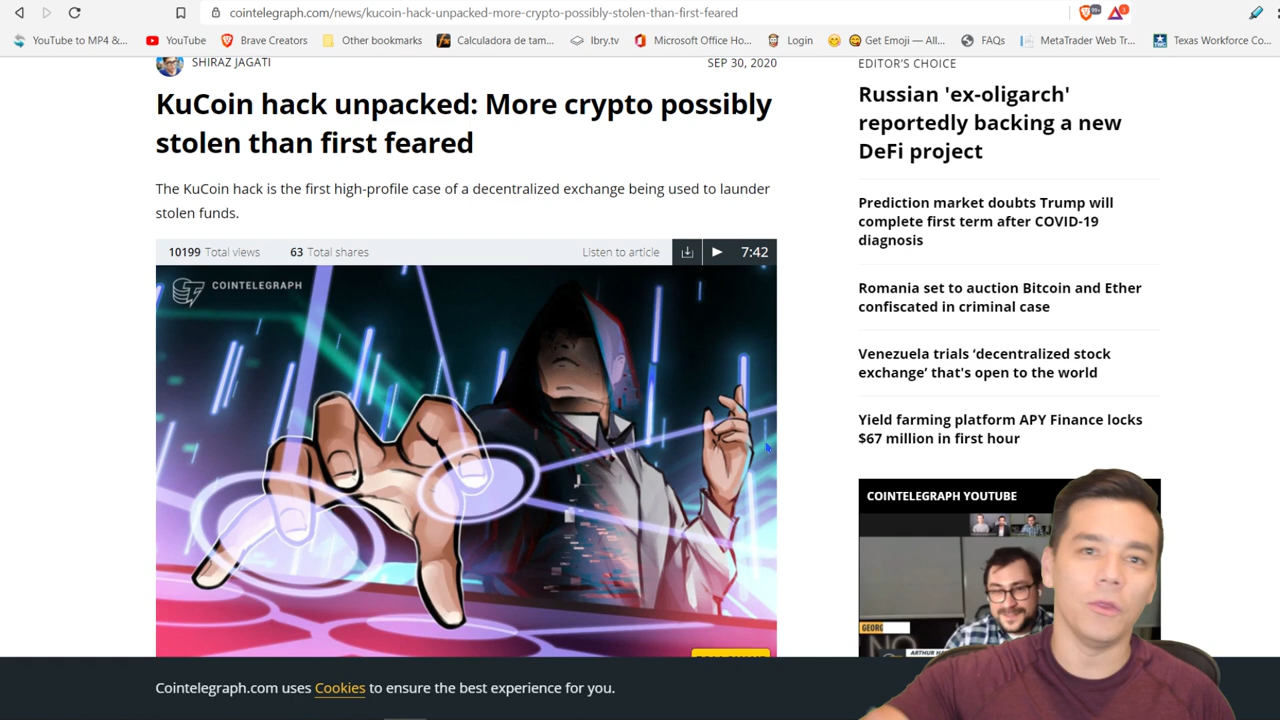 cointelegraph.com/news/kucoin-hack-unpacked-more-crypto-possibly-stolen-than-first-feared
99+
3
YouTube to MP4 &...
YouTube
Brave Creators
Other bookmarks
Calculadora de tam...
lbry.tv
Microsoft Office Ho...
Login
Get Emoji — All...
FAQs
MetaTrader Web Tr...
Texas Workforce Co...
SHIRAZ JAGATI
SEP 30, 2020
KuCoin hack unpacked: More crypto possibly
stolen than first feared
The KuCoin hack is the first high-profile case of a decentralized exchange being used to launder
stolen funds.
10199 Total views
63 Total shares
Listen to article
7:42
COINTELEGRAPH
EDITOR'S CHOICE
Russian 'ex-oligarch'
reportedly backing a new
DeFi project
Prediction market doubts Trump will
complete first term after COVID-19
diagnosis
Romania set to auction Bitcoin and Ether
confiscated in criminal case
Venezuela trials ‘decentralized stock
exchange’ that's open to the world
Yield farming platform APY Finance locks
$67 million in first hour
COINTELEGRAPH YOUTUBE
GEORG
NO
Cointelegraph.com uses Cookies to ensure the best experience for you.